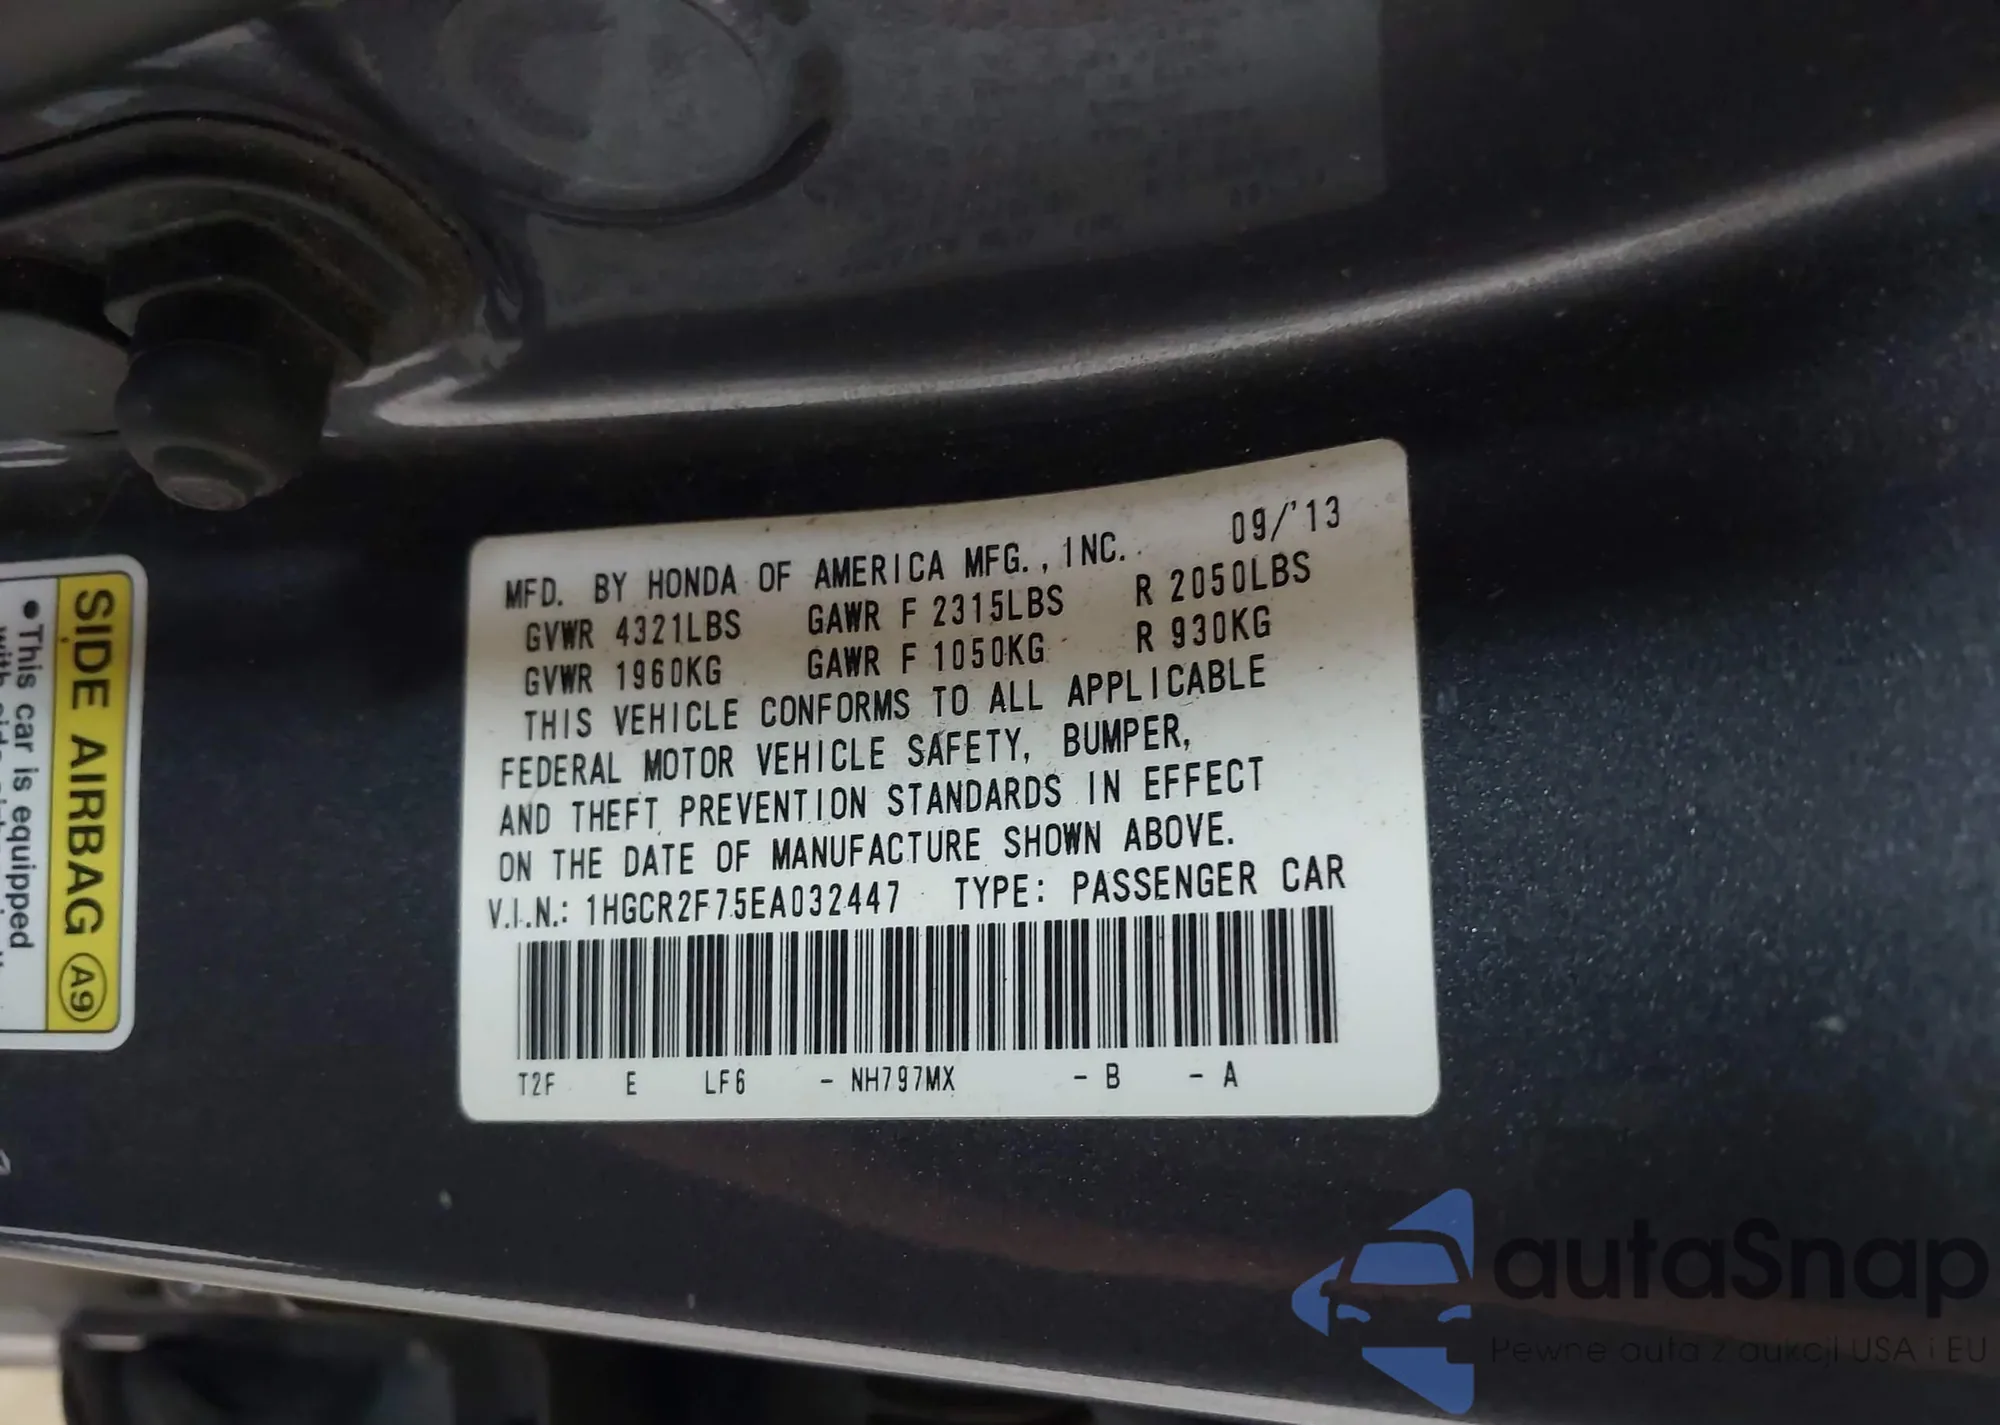 MFD. BY HONDA OF AMERICA MFG., INC. 09/'13
GVWR 4321LBS GAWR F 2315LBS R 2050LBS
GVWR 1960KG GAWR F 1050KG R 930KG
THIS VEHICLE CONFORMS TO ALL APPLICABLE
FEDERAL MOTOR VEHICLE SAFETY, BUMPER,
AND THEFT PREVENTION STANDARDS IN EFFECT
ON THE DATE OF MANUFACTURE SHOWN ABOVE.
V.I.N.: 1HGCR2F75EA032447 TYPE: PASSENGER CAR
T2F E LF6 - NH797MX - B - A
SIDE AIRBAG A9
•This car is equipped
autaSnap
Pewne auta z aukcji USA i EU